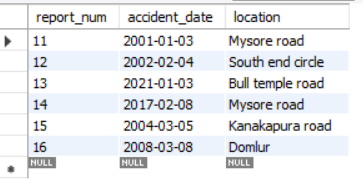 report_num accident_date location
11 2001-01-03 Mysore road
12 2002-02-04 South end circle
13 2021-01-03 Bull temple road
14 2017-02-08 Mysore road
15 2004-03-05 Kanakapura road
16 2008-03-08 Domlur
NULL NULL NULL